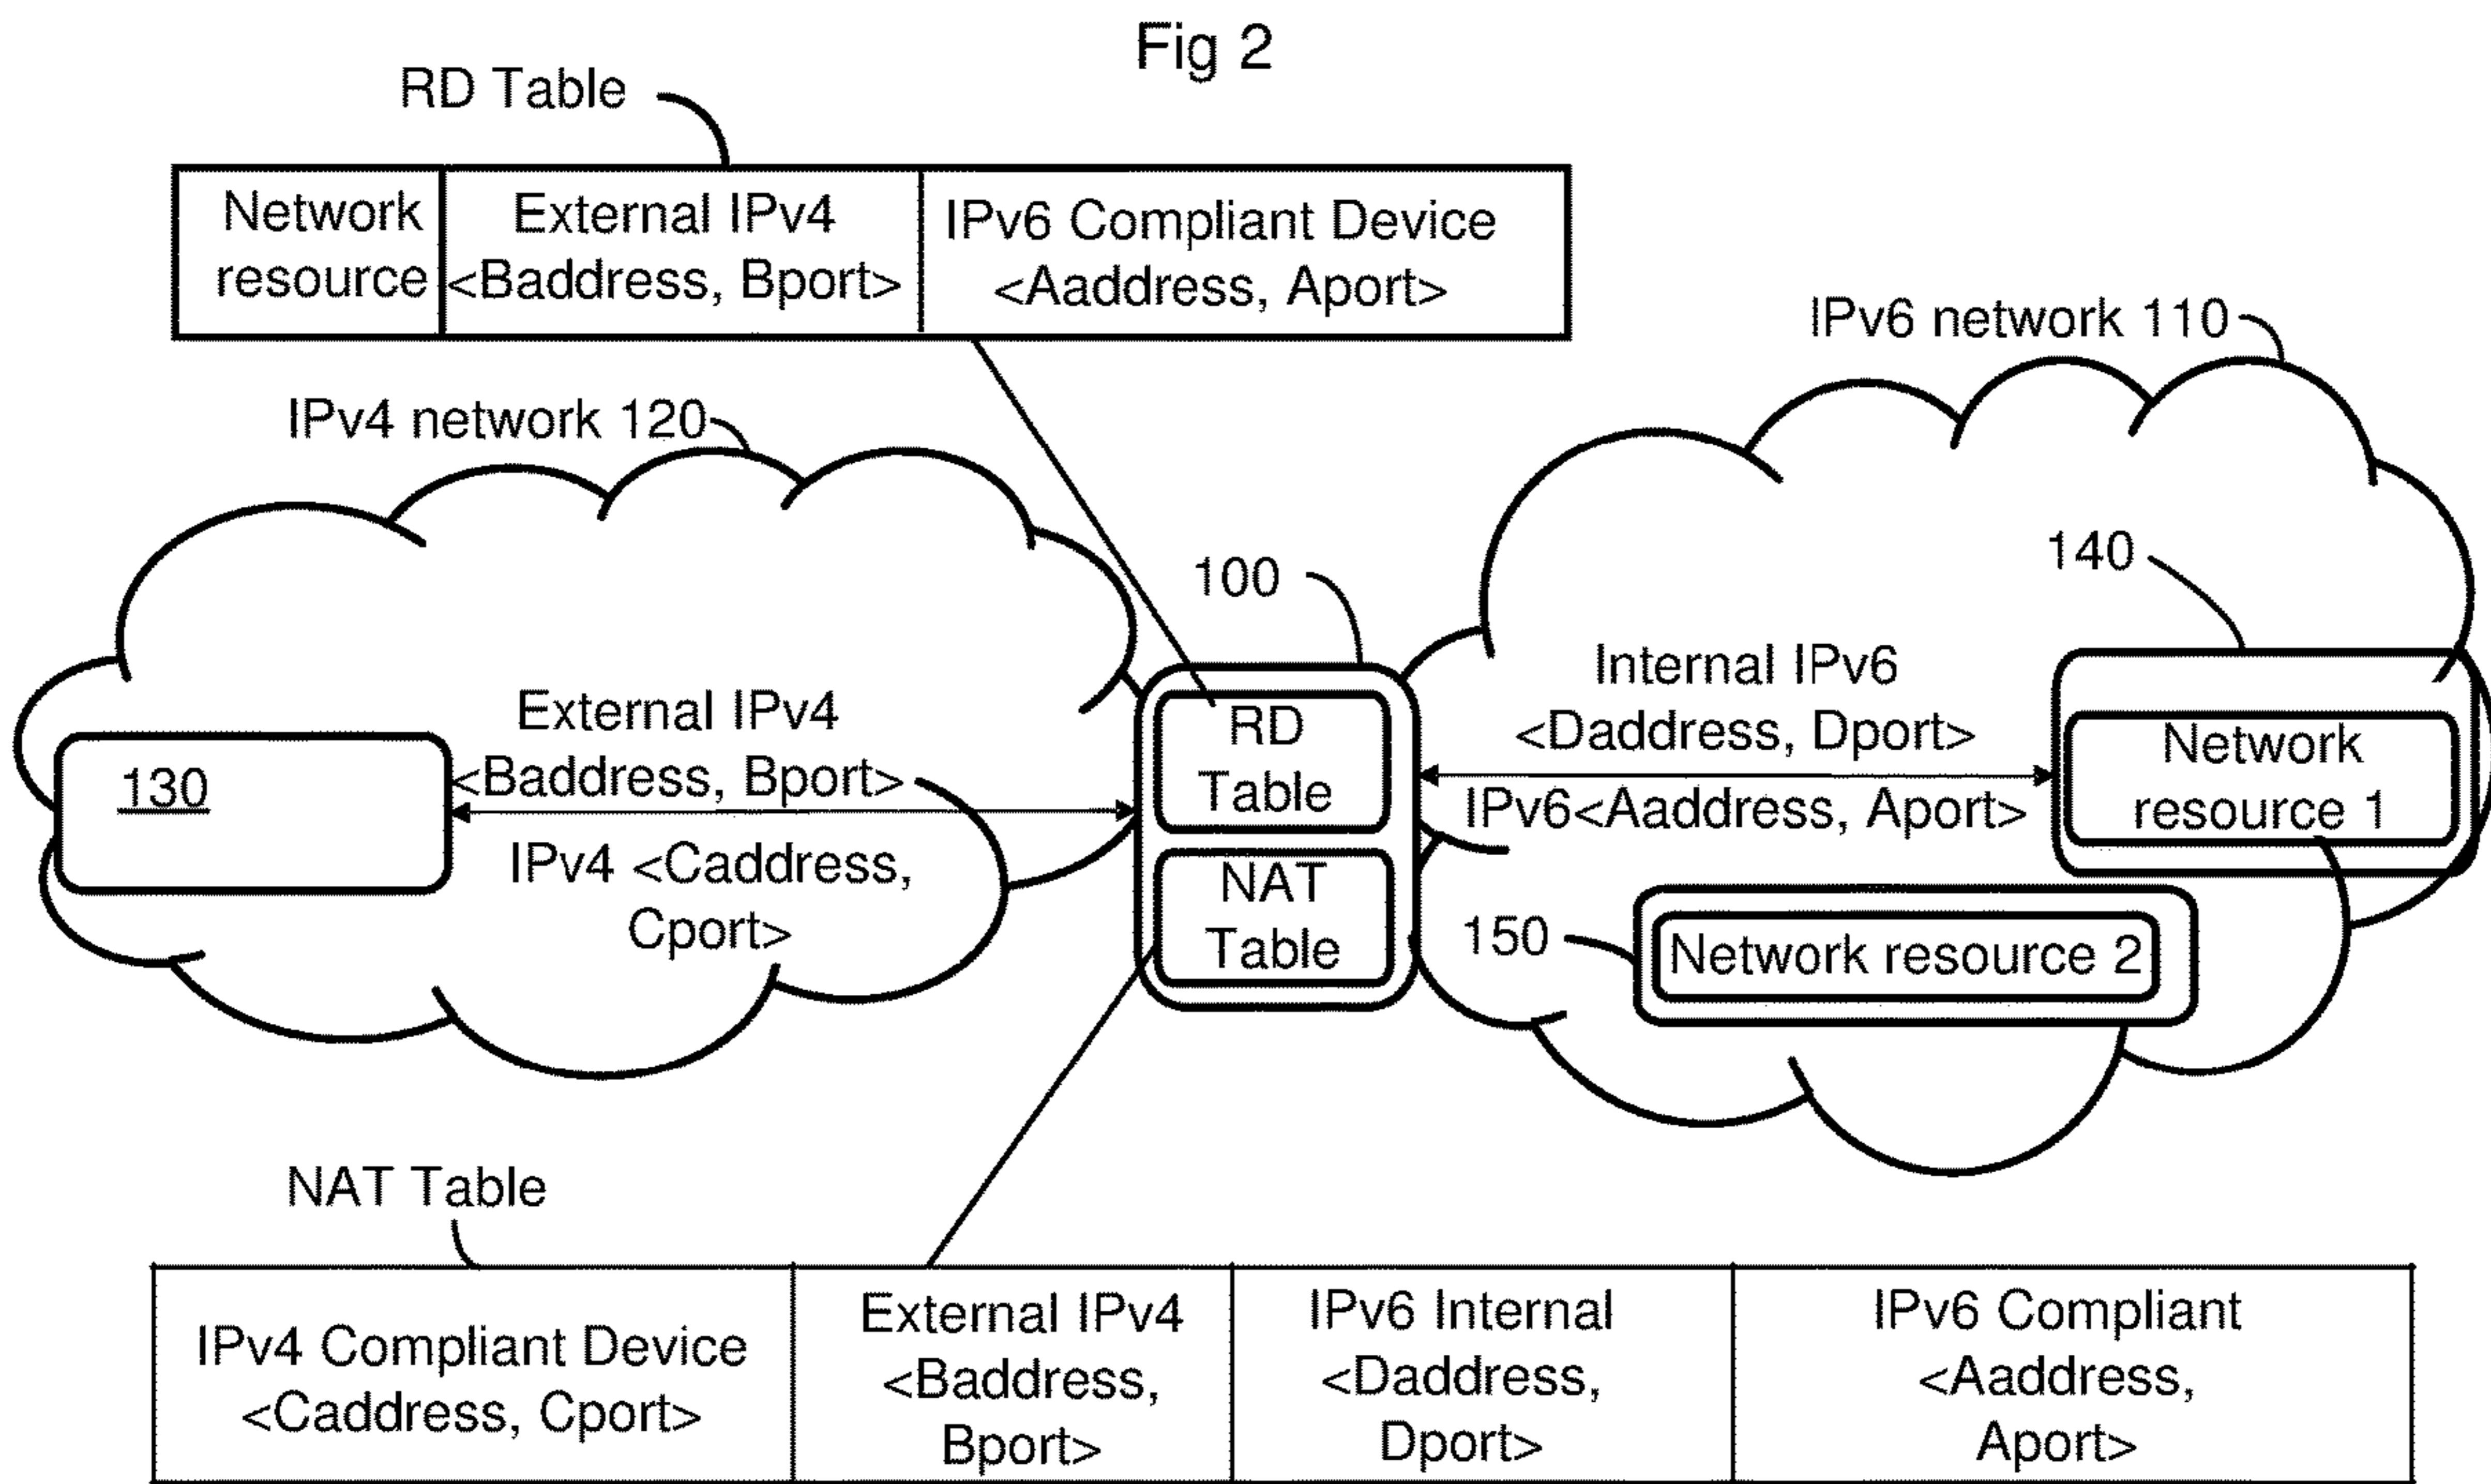 Fig 2
RD Table
Network
resource
External IPv4
<Baddress, Bport>
IPv6 Compliant Device
<Aaddress, Aport>
IPv6 network 110
IPv4 network 120
140
100
130
External IPv4
<Baddress, Bport>
IPv4 <Caddress,
Cport>
RD
Table
NAT
Table
Internal IPv6
<Daddress, Dport>
IPv6<Aaddress, Aport>
Network
resource 1
150
Network resource 2
NAT Table
IPv4 Compliant Device
<Caddress, Cport>
External IPv4
<Baddress,
Bport>
IPv6 Internal
<Daddress,
Dport>
IPv6 Compliant
<Aaddress,
Aport>